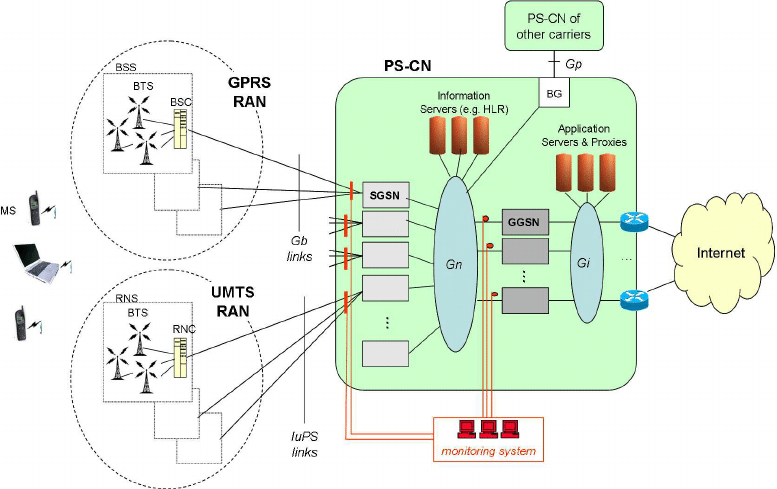 PS-CN of
other carriers
Gp
BSS
BTS
BSC
GPRS
RAN
PS-CN
BG
Information
Servers (e.g. HLR)
Application
Servers & Proxies
MS
SGSN
GGSN
Gb
links
Gn
Gi
...
Internet
...
RNS
BTS
RNC
UMTS
RAN
...
IuPS
links
monitoring system